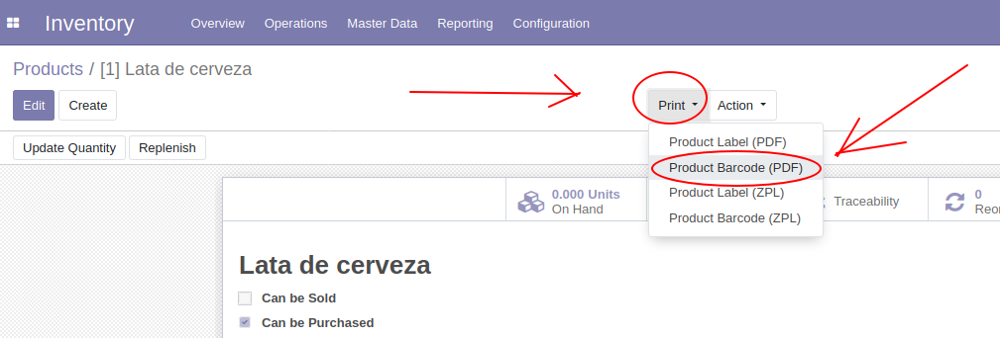 Inventory Overview Operations Master Data Reporting Configuration
Products / [1] Lata de cerveza
Edit Create Print Action
Update Quantity Replenish
Product Label (PDF)
Product Barcode (PDF)
Product Label (ZPL)
Product Barcode (ZPL)
0.000 Units
On Hand
Traceability
0
Lata de cerveza
Can be Sold
Can be Purchased